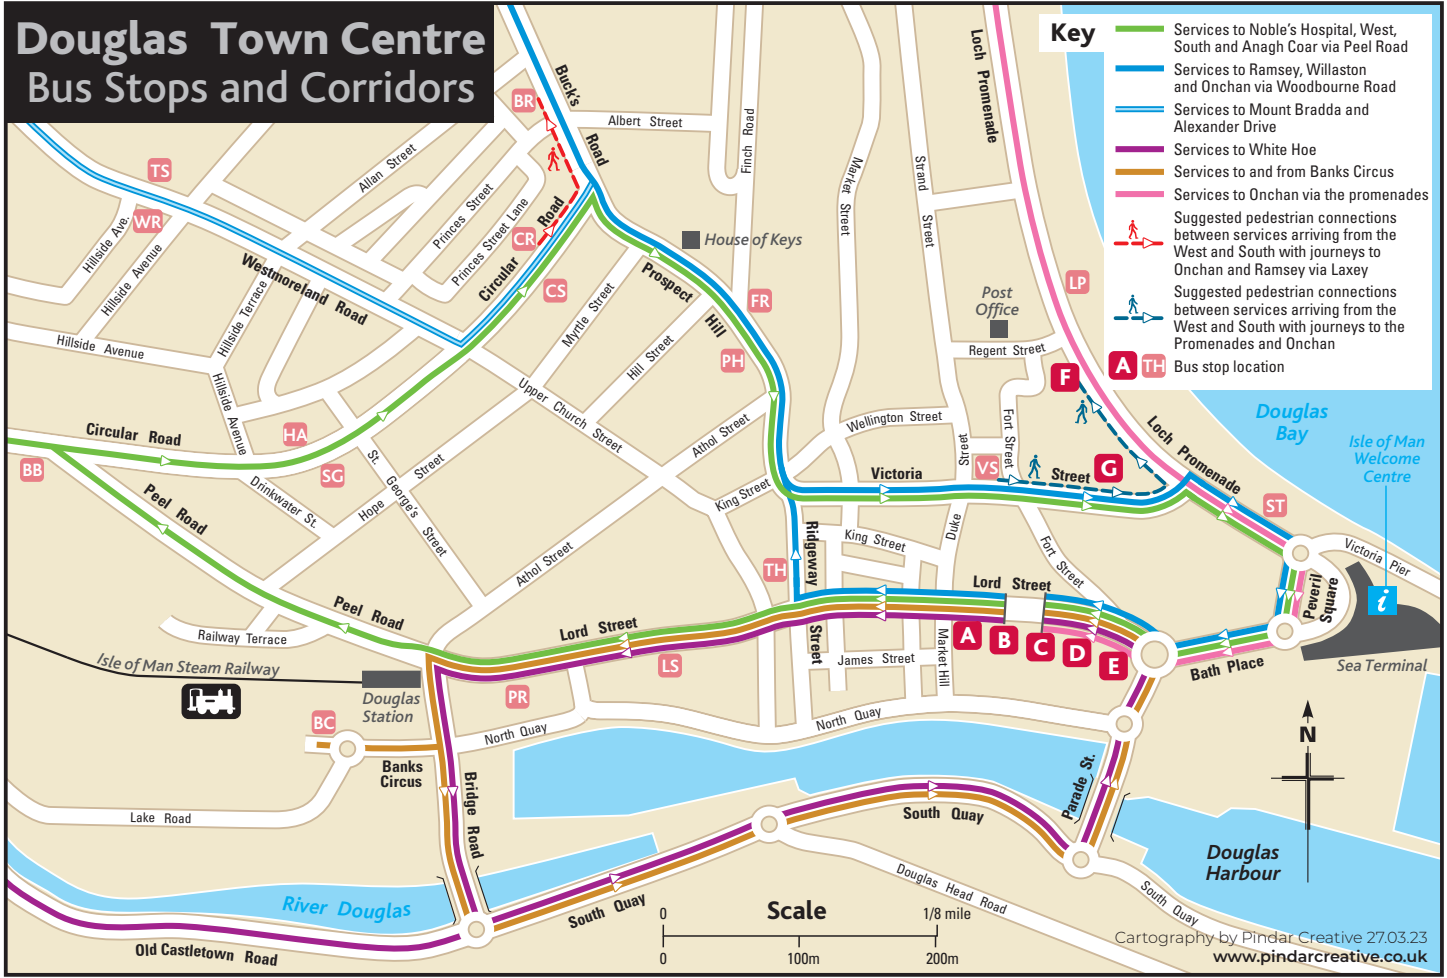 Douglas Town Centre
Bus Stops and Corridors
Key
Services to Noble's Hospital, West,
South and Anagh Coar via Peel Road
Services to Ramsey, Willaston
and Onchan via Woodbourne Road
Services to Mount Bradda and
Alexander Drive
Services to White Hoe
Services to and from Banks Circus
Services to Onchan via the promenades
Suggested pedestrian connections
between services arriving from the
West and South with journeys to
Onchan and Ramsey via Laxey
Suggested pedestrian connections
between services arriving from the
West and South with journeys to the
Promenades and Onchan
A TH Bus stop location
Buck's Road
BR
Albert Street
Finch Road
Loch Promenade
Market Street
Strand Street
TS
WR
Allan Street
Princes Street
Princes Street Lane
Circular Road
CR
CS
Hillside Ave.
Hillside Avenue
Hillside Terrace
Westmoreland Road
Hillside Avenue
Hillside Avenue
House of Keys
Prospect Hill
FR
PH
Myrtle Street
Hill Street
Upper Church Street
Post
Office
Regent Street
LP
F
Wellington Street
Fort Street
Street
VS
G
Victoria Street
Loch Promenade
Douglas
Bay
Isle of Man
Welcome
Centre
ST
Victoria Pier
Circular Road
BB
HA
SG
Peel Road
Drinkwater St.
Hope Street
St. George's Street
Athol Street
King Street
Athol Street
Ridgeway Street
TH
King Street
Duke
Fort Street
Lord Street
Peveril
Square
i
Peel Road
Railway Terrace
Lord Street
LS
PR
A
B
C
D
E
James Street
Market Hill
Bath Place
Sea Terminal
Isle of Man Steam Railway
Douglas
Station
BC
Banks
Circus
North Quay
North Quay
N
Lake Road
Bridge Road
South Quay
Parade St.
South Quay
Douglas Head Road
South Quay
Douglas
Harbour
River Douglas
Old Castletown Road
Scale
0
1/8 mile
0
100m
200m
Cartography by Pindar Creative 27.03.23
www.pindarcreative.co.uk